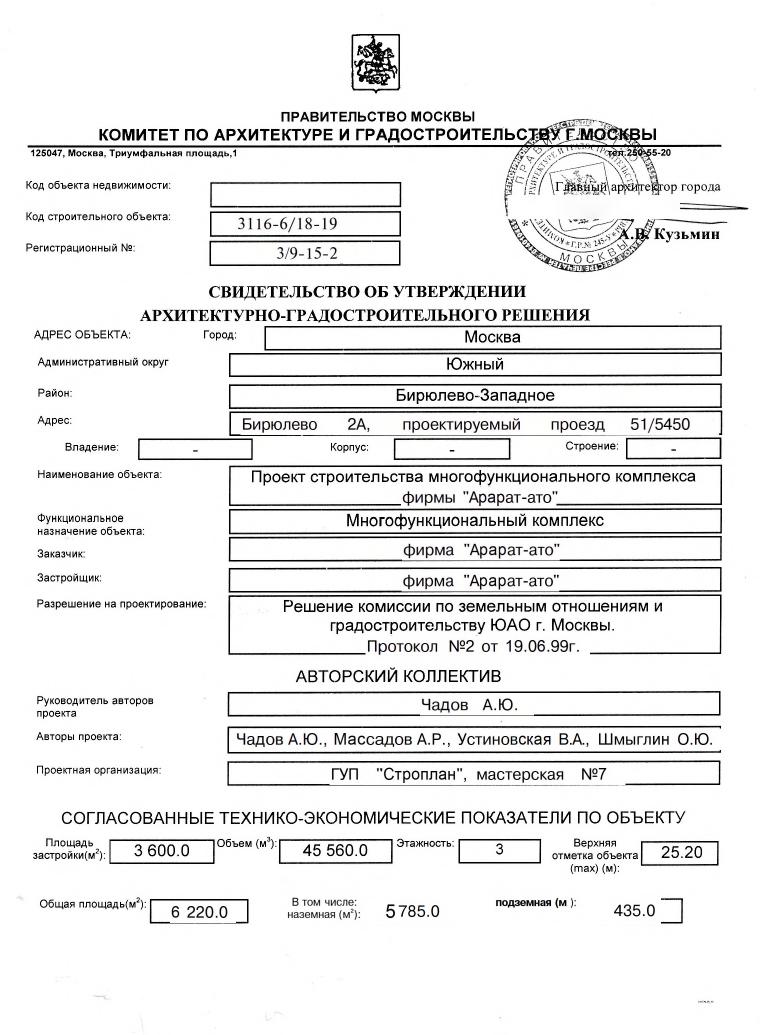 ПРАВИТЕЛЬСТВО МОСКВЫ
КОМИТЕТ ПО АРХИТЕКТУРЕ И ГРАДОСТРОИТЕЛЬСТВУ Г.МОСКВЫ
125047, Москва, Триумфальная площадь,1 тел.250-55-20
Код объекта недвижимости: Главный архитектор города
Код строительного объекта: 3116-6/18-19
А.В. Кузьмин
Регистрационный №: 3/9-15-2
МОСКВЫ
СВИДЕТЕЛЬСТВО ОБ УТВЕРЖДЕНИИ
АРХИТЕКТУРНО-ГРАДОСТРОИТЕЛЬНОГО РЕШЕНИЯ
АДРЕС ОБЪЕКТА: Город: Москва
Административный округ Южный
Район: Бирюлево-Западное
Адрес: Бирюлево 2А, проектируемый проезд 51/5450
Владение: - Корпус: - Строение: -
Наименование объекта: Проект строительства многофункционального комплекса
фирмы "Арарат-ато"
Функциональное
назначение объекта: Многофункциональный комплекс
Заказчик: фирма "Арарат-ато"
Застройщик: фирма "Арарат-ато"
Разрешение на проектирование: Решение комиссии по земельным отношениям и
градостроительству ЮАО г. Москвы.
Протокол №2 от 19.06.99г.
АВТОРСКИЙ КОЛЛЕКТИВ
Руководитель авторов
проекта Чадов А.Ю.
Авторы проекта: Чадов А.Ю., Массадов А.Р., Устиновская В.А., Шмыглин О.Ю.
Проектная организация: ГУП "Строплан", мастерская №7
СОГЛАСОВАННЫЕ ТЕХНИКО-ЭКОНОМИЧЕСКИЕ ПОКАЗАТЕЛИ ПО ОБЪЕКТУ
Площадь
застройки(м²): 3 600.0 Объем (м³): 45 560.0 Этажность: 3 Верхняя
отметка объекта
(max) (м): 25.20
Общая площадь(м²): 6 220.0 В том числе:
наземная (м²): 5 785.0 подземная (м ): 435.0